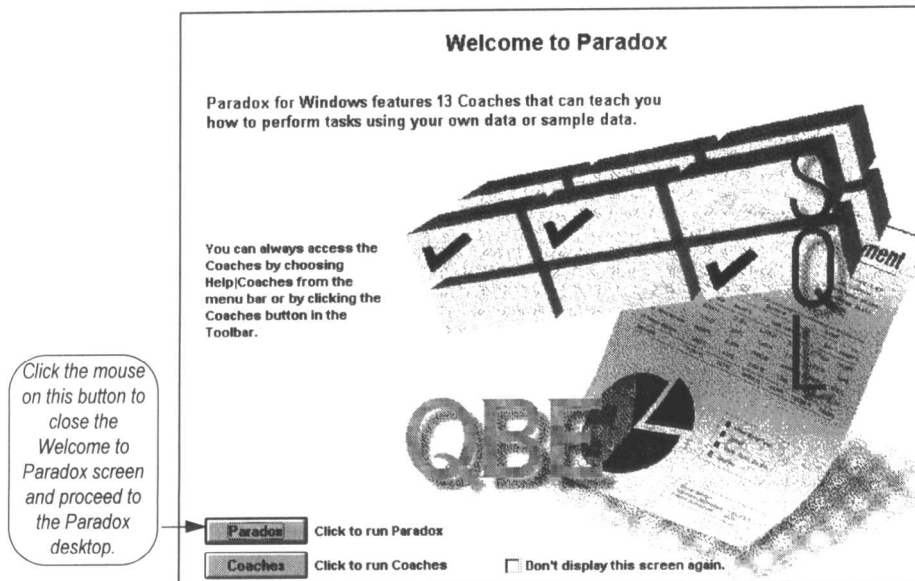 Welcome to Paradox
Paradox for Windows features 13 Coaches that can teach you
how to perform tasks using your own data or sample data.
You can always access the
Coaches by choosing
Help|Coaches from the
menu bar or by clicking the
Coaches button in the
Toolbar.
SQL
ment
QBE
Click the mouse
on this button to
close the
Welcome to
Paradox screen
and proceed to
the Paradox
desktop.
Paradox Click to run Paradox
Coaches Click to run Coaches
Don't display this screen again.